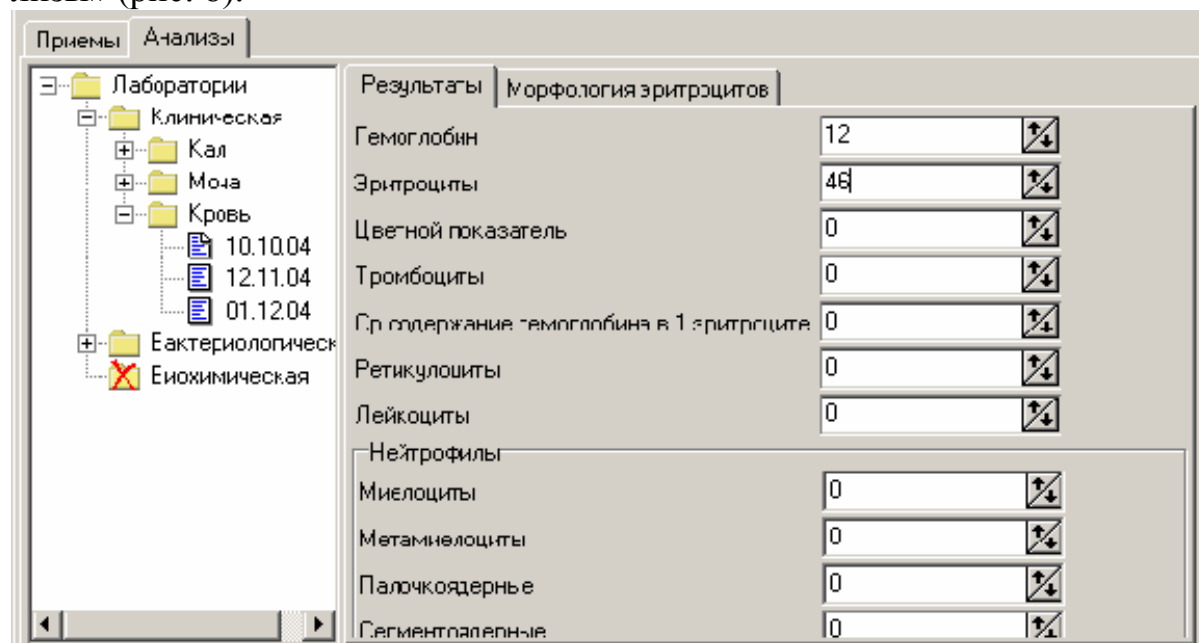 (рис. 6).
Приемы Анализы
Лаборатории
Клиническая
Кал
Моча
Кровь
10.10.04
12.11.04
01.12.04
Бактериологическ
Биохимическая
Результаты Морфология эритроцитов
Гемоглобин 12
Эритроциты 46
Цветной показатель 0
Тромбоциты 0
Ср содержание гемоглобина в 1 эритроците 0
Ретикулоциты 0
Лейкоциты 0
Нейтрофилы
Миелоциты 0
Метамиелоциты 0
Палочкоядерные 0
Сегментоядерные 0